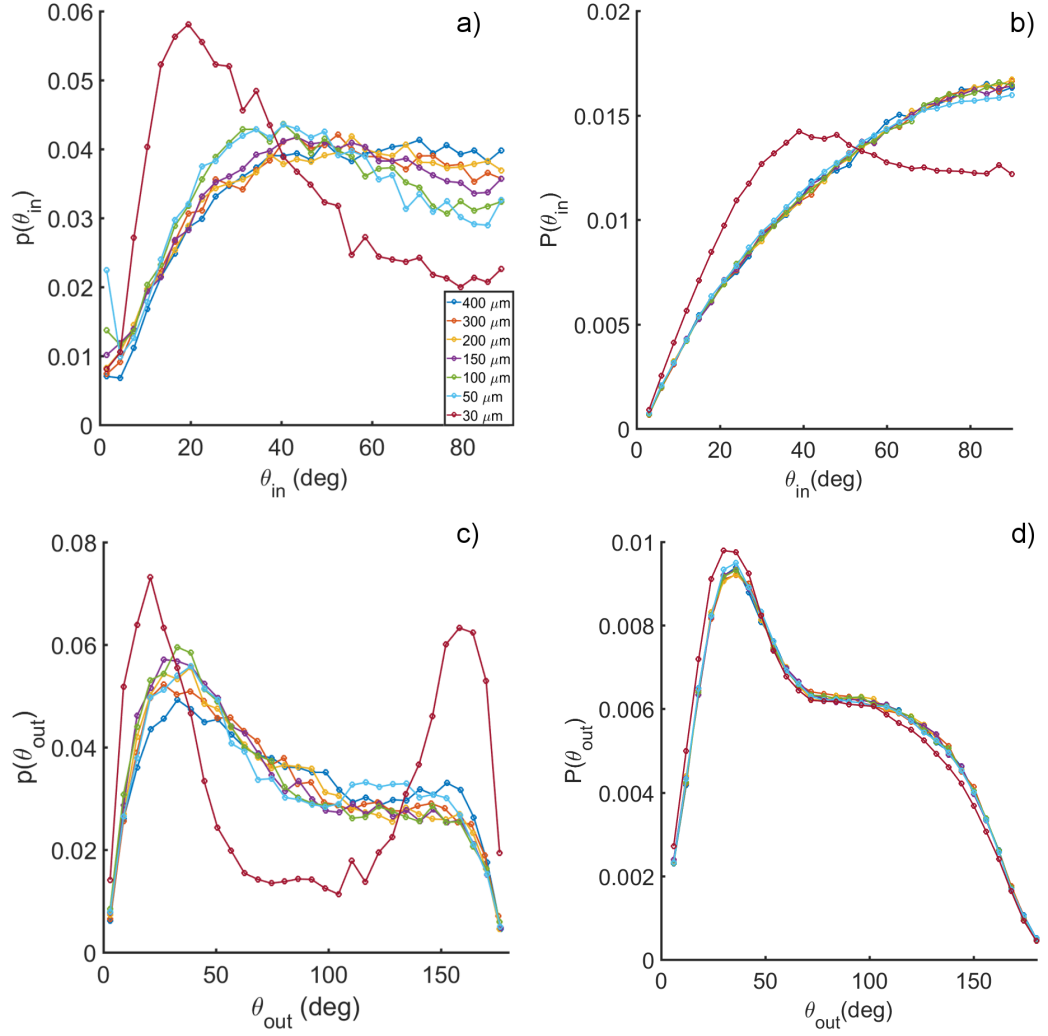 a)
0.06
0.05
0.04
0.03
0.02
0.01
0
p(θin)
0 20 40 60 80
θin (deg)
400 μm
300 μm
200 μm
150 μm
100 μm
50 μm
30 μm
b)
0.02
0.015
0.01
0.005
0
P(θin)
0 20 40 60 80
θin(deg)
c)
0.08
0.06
0.04
0.02
0
p(θout)
0 50 100 150
θout (deg)
d)
0.01
0.008
0.006
0.004
0.002
0
P(θout)
0 50 100 150
θout(deg)